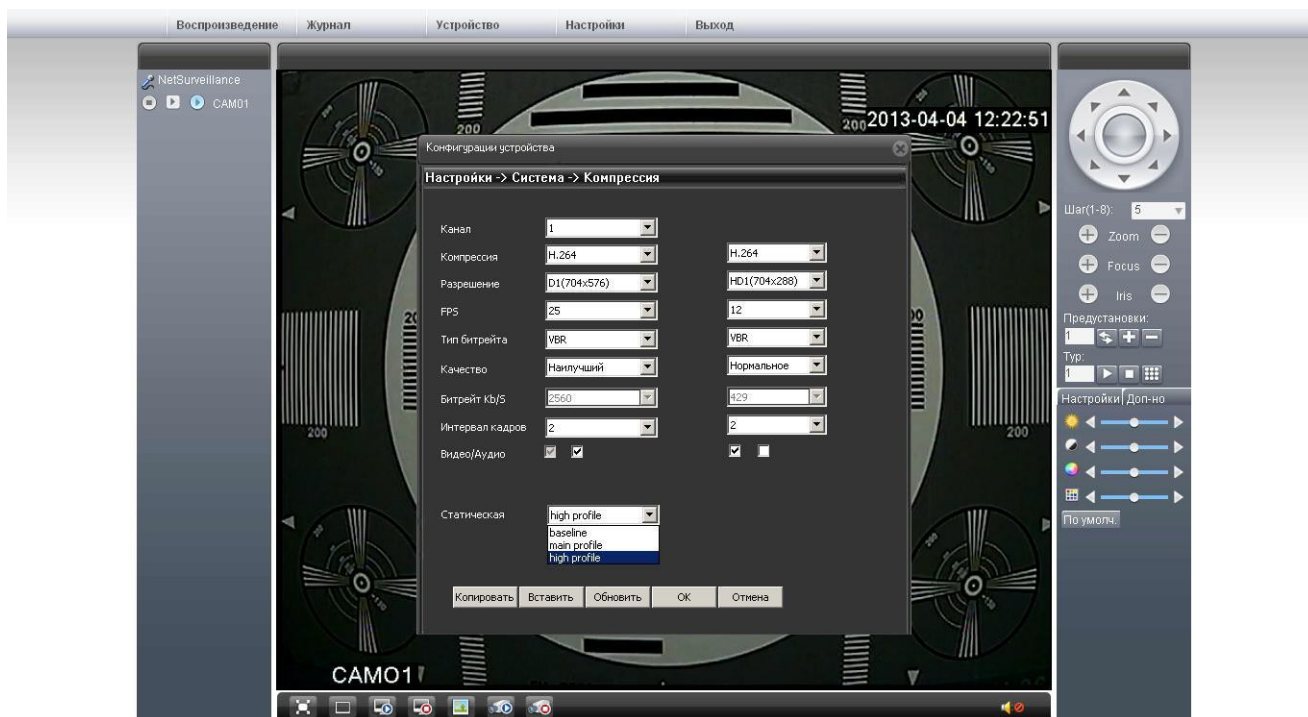 Воспроизведение Журнал Устройство Настройки Выход
NetSurveillance
CAM01
2013-04-04 12:22:51
200
200
Конфигурации устройства
Настройки -> Система -> Компрессия
Канал 1
Компрессия H.264 H.264
Разрешение D1(704x576) HD1(704x288)
FPS 25 12
Тип битрейта VBR VBR
Качество Наилучший Нормальное
Битрейт Kb/S 2560 429
Интервал кадров 2 2
Видео/Аудио
Статическая high profile
baseline
main profile
high profile
Копировать Вставить Обновить OK Отмена
200
200
CAM01
Шаг(1-8): 5
Zoom
Focus
Iris
Предустановки:
1
Тур:
1
Настройки Доп-но
По умолч.